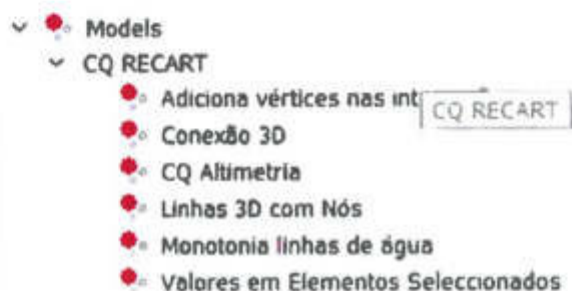 Models
CQ RECART
Adiciona vértices nas int
CQ RECART
Conexão 3D
CQ Altimetria
Linhas 3D com Nós
Monotonia linhas de água
Valores em Elementos Seleccionados